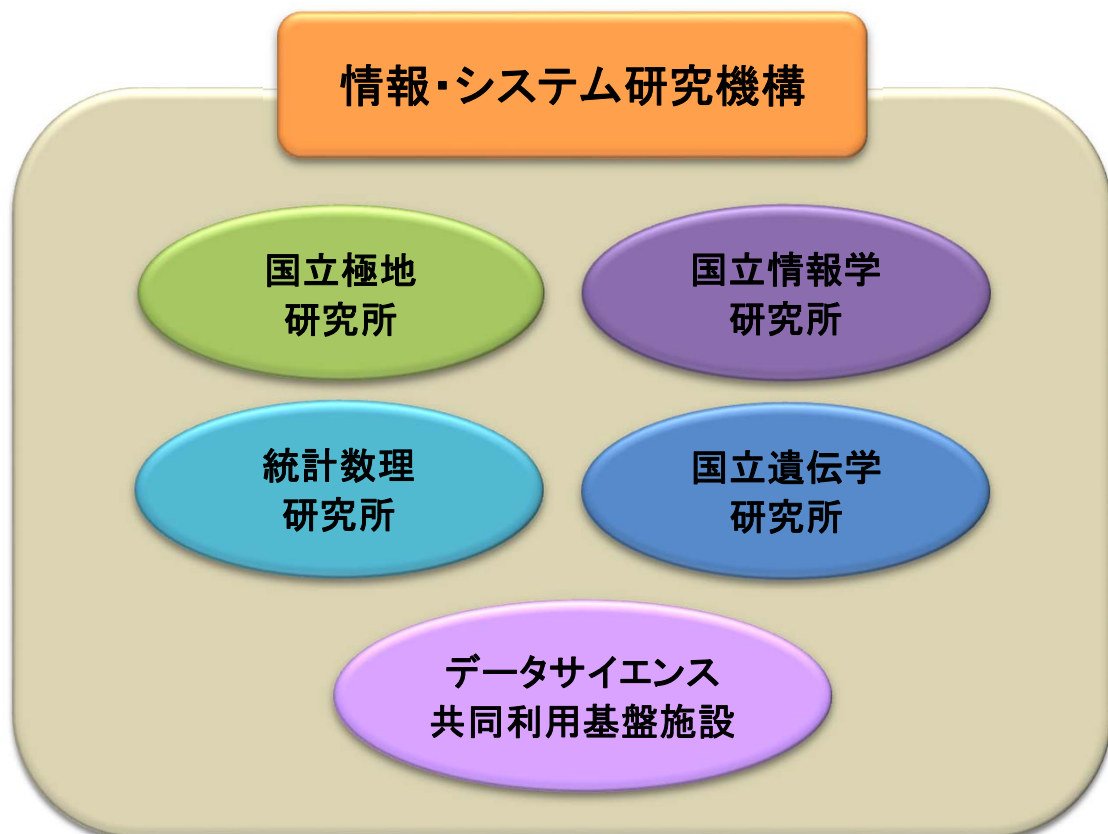 情報・システム研究機構
国立極地
研究所
国立情報学
研究所
統計数理
研究所
国立遺伝学
研究所
データサイエンス
共同利用基盤施設